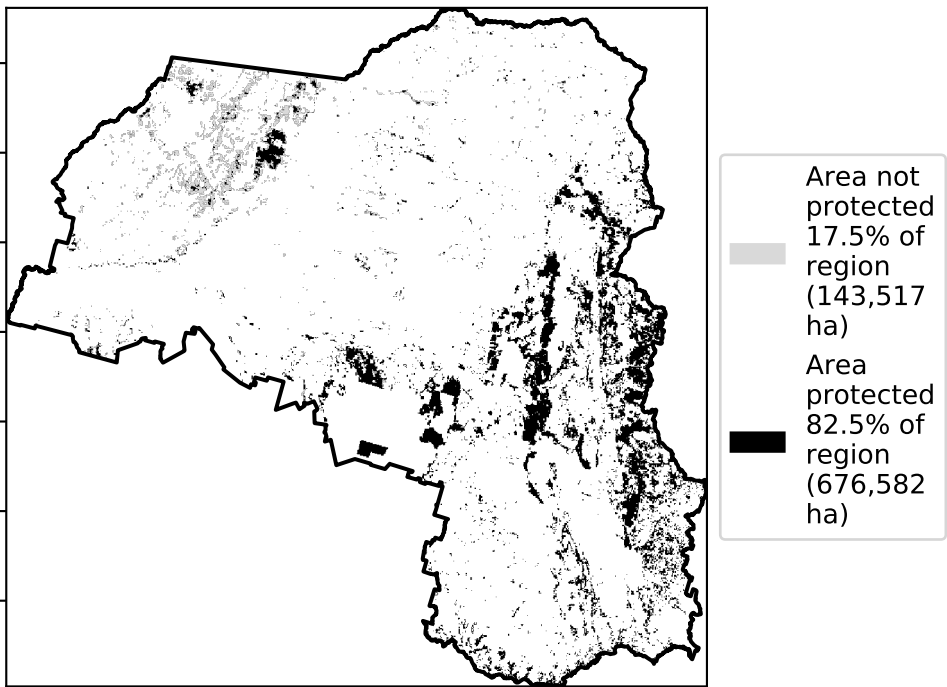 Area not
protected
17.5% of
region
(143,517
ha)
Area
protected
82.5% of
region
(676,582
ha)